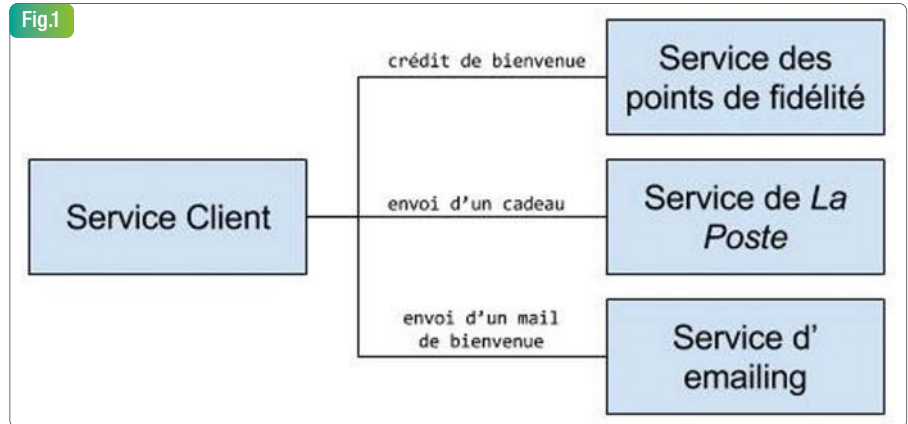 Fig.1
crédit de bienvenue
Service des
points de fidélité
Service Client
envoi d’un cadeau
Service de La
Poste
envoi d’un mail
de bienvenue
Service d’
emailing